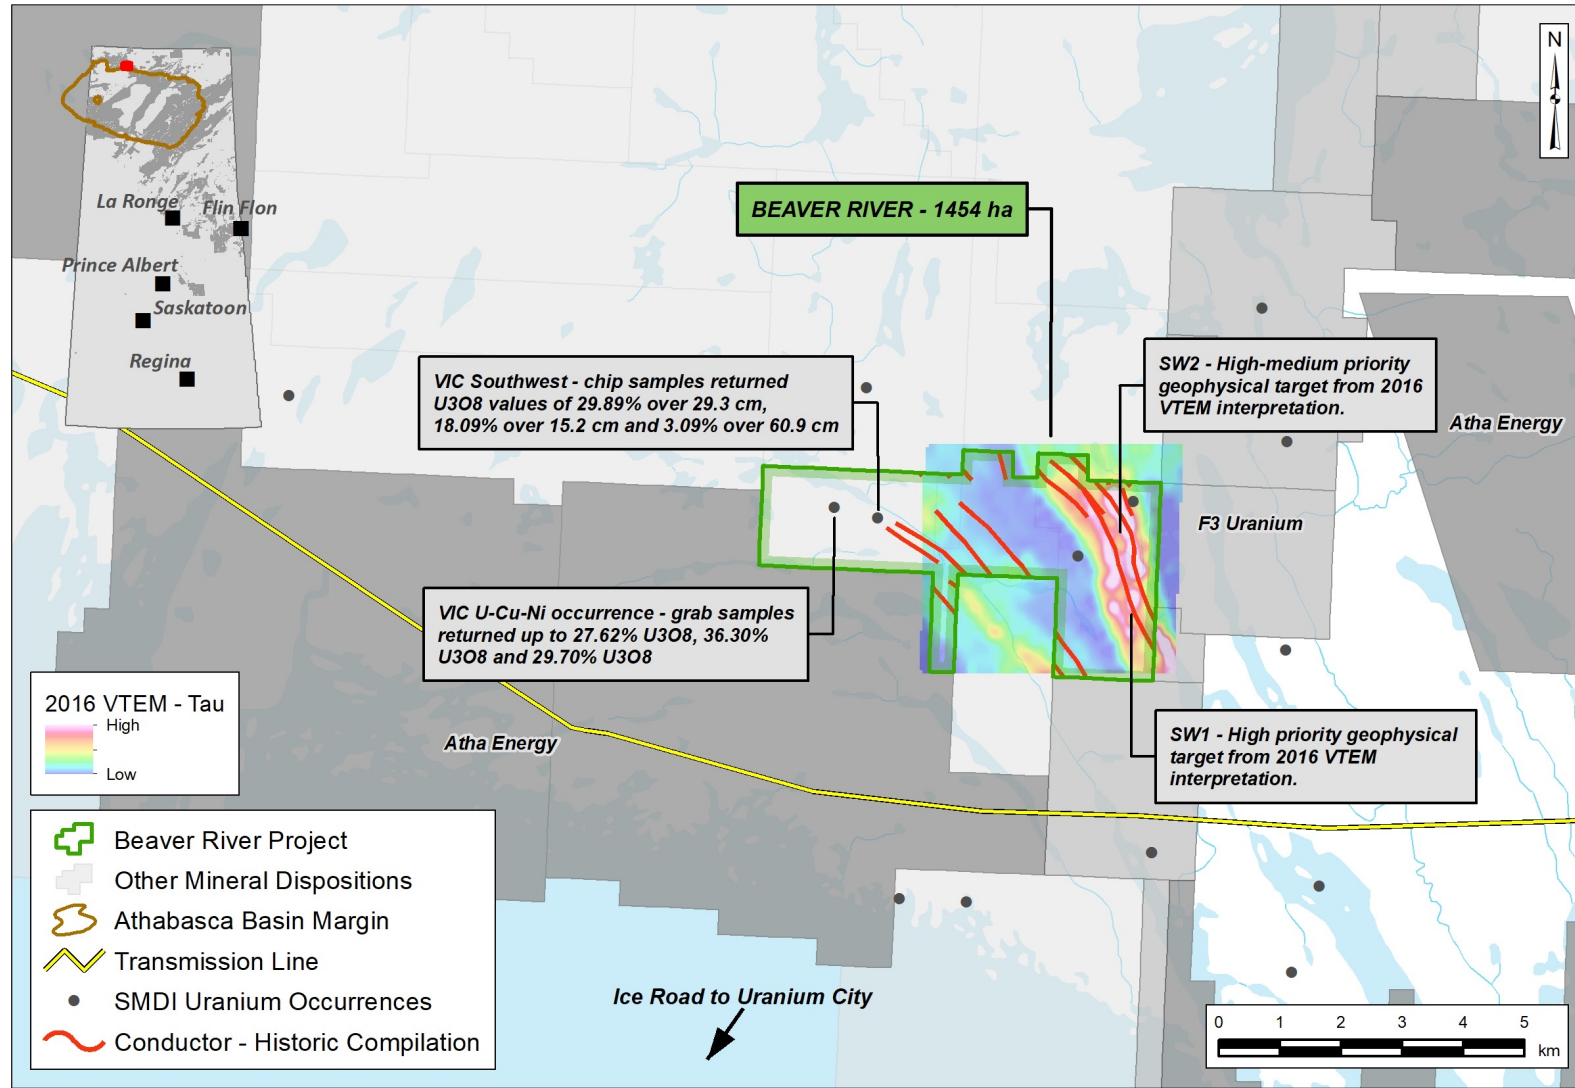 N
La Ronge
Flin Flon
Prince Albert
Saskatoon
Regina
BEAVER RIVER - 1454 ha
VIC Southwest - chip samples returned
U3O8 values of 29.89% over 29.3 cm,
18.09% over 15.2 cm and 3.09% over 60.9 cm
SW2 - High-medium priority
geophysical target from 2016
VTEM interpretation.
Atha Energy
F3 Uranium
VIC U-Cu-Ni occurrence - grab samples
returned up to 27.62% U3O8, 36.30%
U3O8 and 29.70% U3O8
SW1 - High priority geophysical
target from 2016 VTEM
interpretation.
Atha Energy
2016 VTEM - Tau
High
Low
Beaver River Project
Other Mineral Dispositions
Athabasca Basin Margin
Transmission Line
SMDI Uranium Occurrences
Conductor - Historic Compilation
Ice Road to Uranium City
0 1 2 3 4 5
km